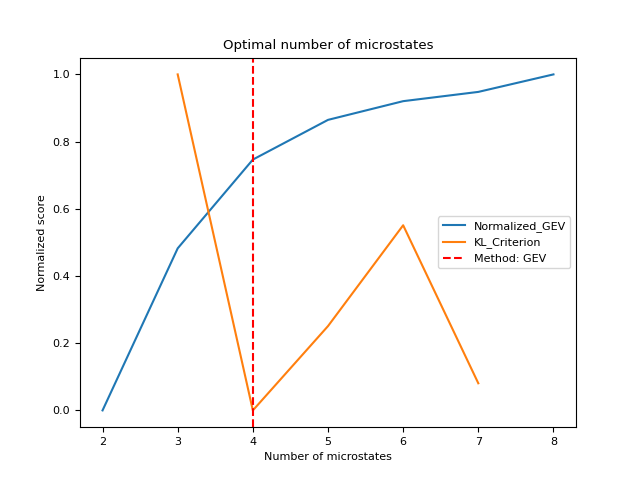 Optimal number of microstates
Normalized score
1.0
0.8
0.6
0.4
0.2
0.0
Normalized_GEV
KL_Criterion
Method: GEV
2 3 4 5 6 7 8
Number of microstates